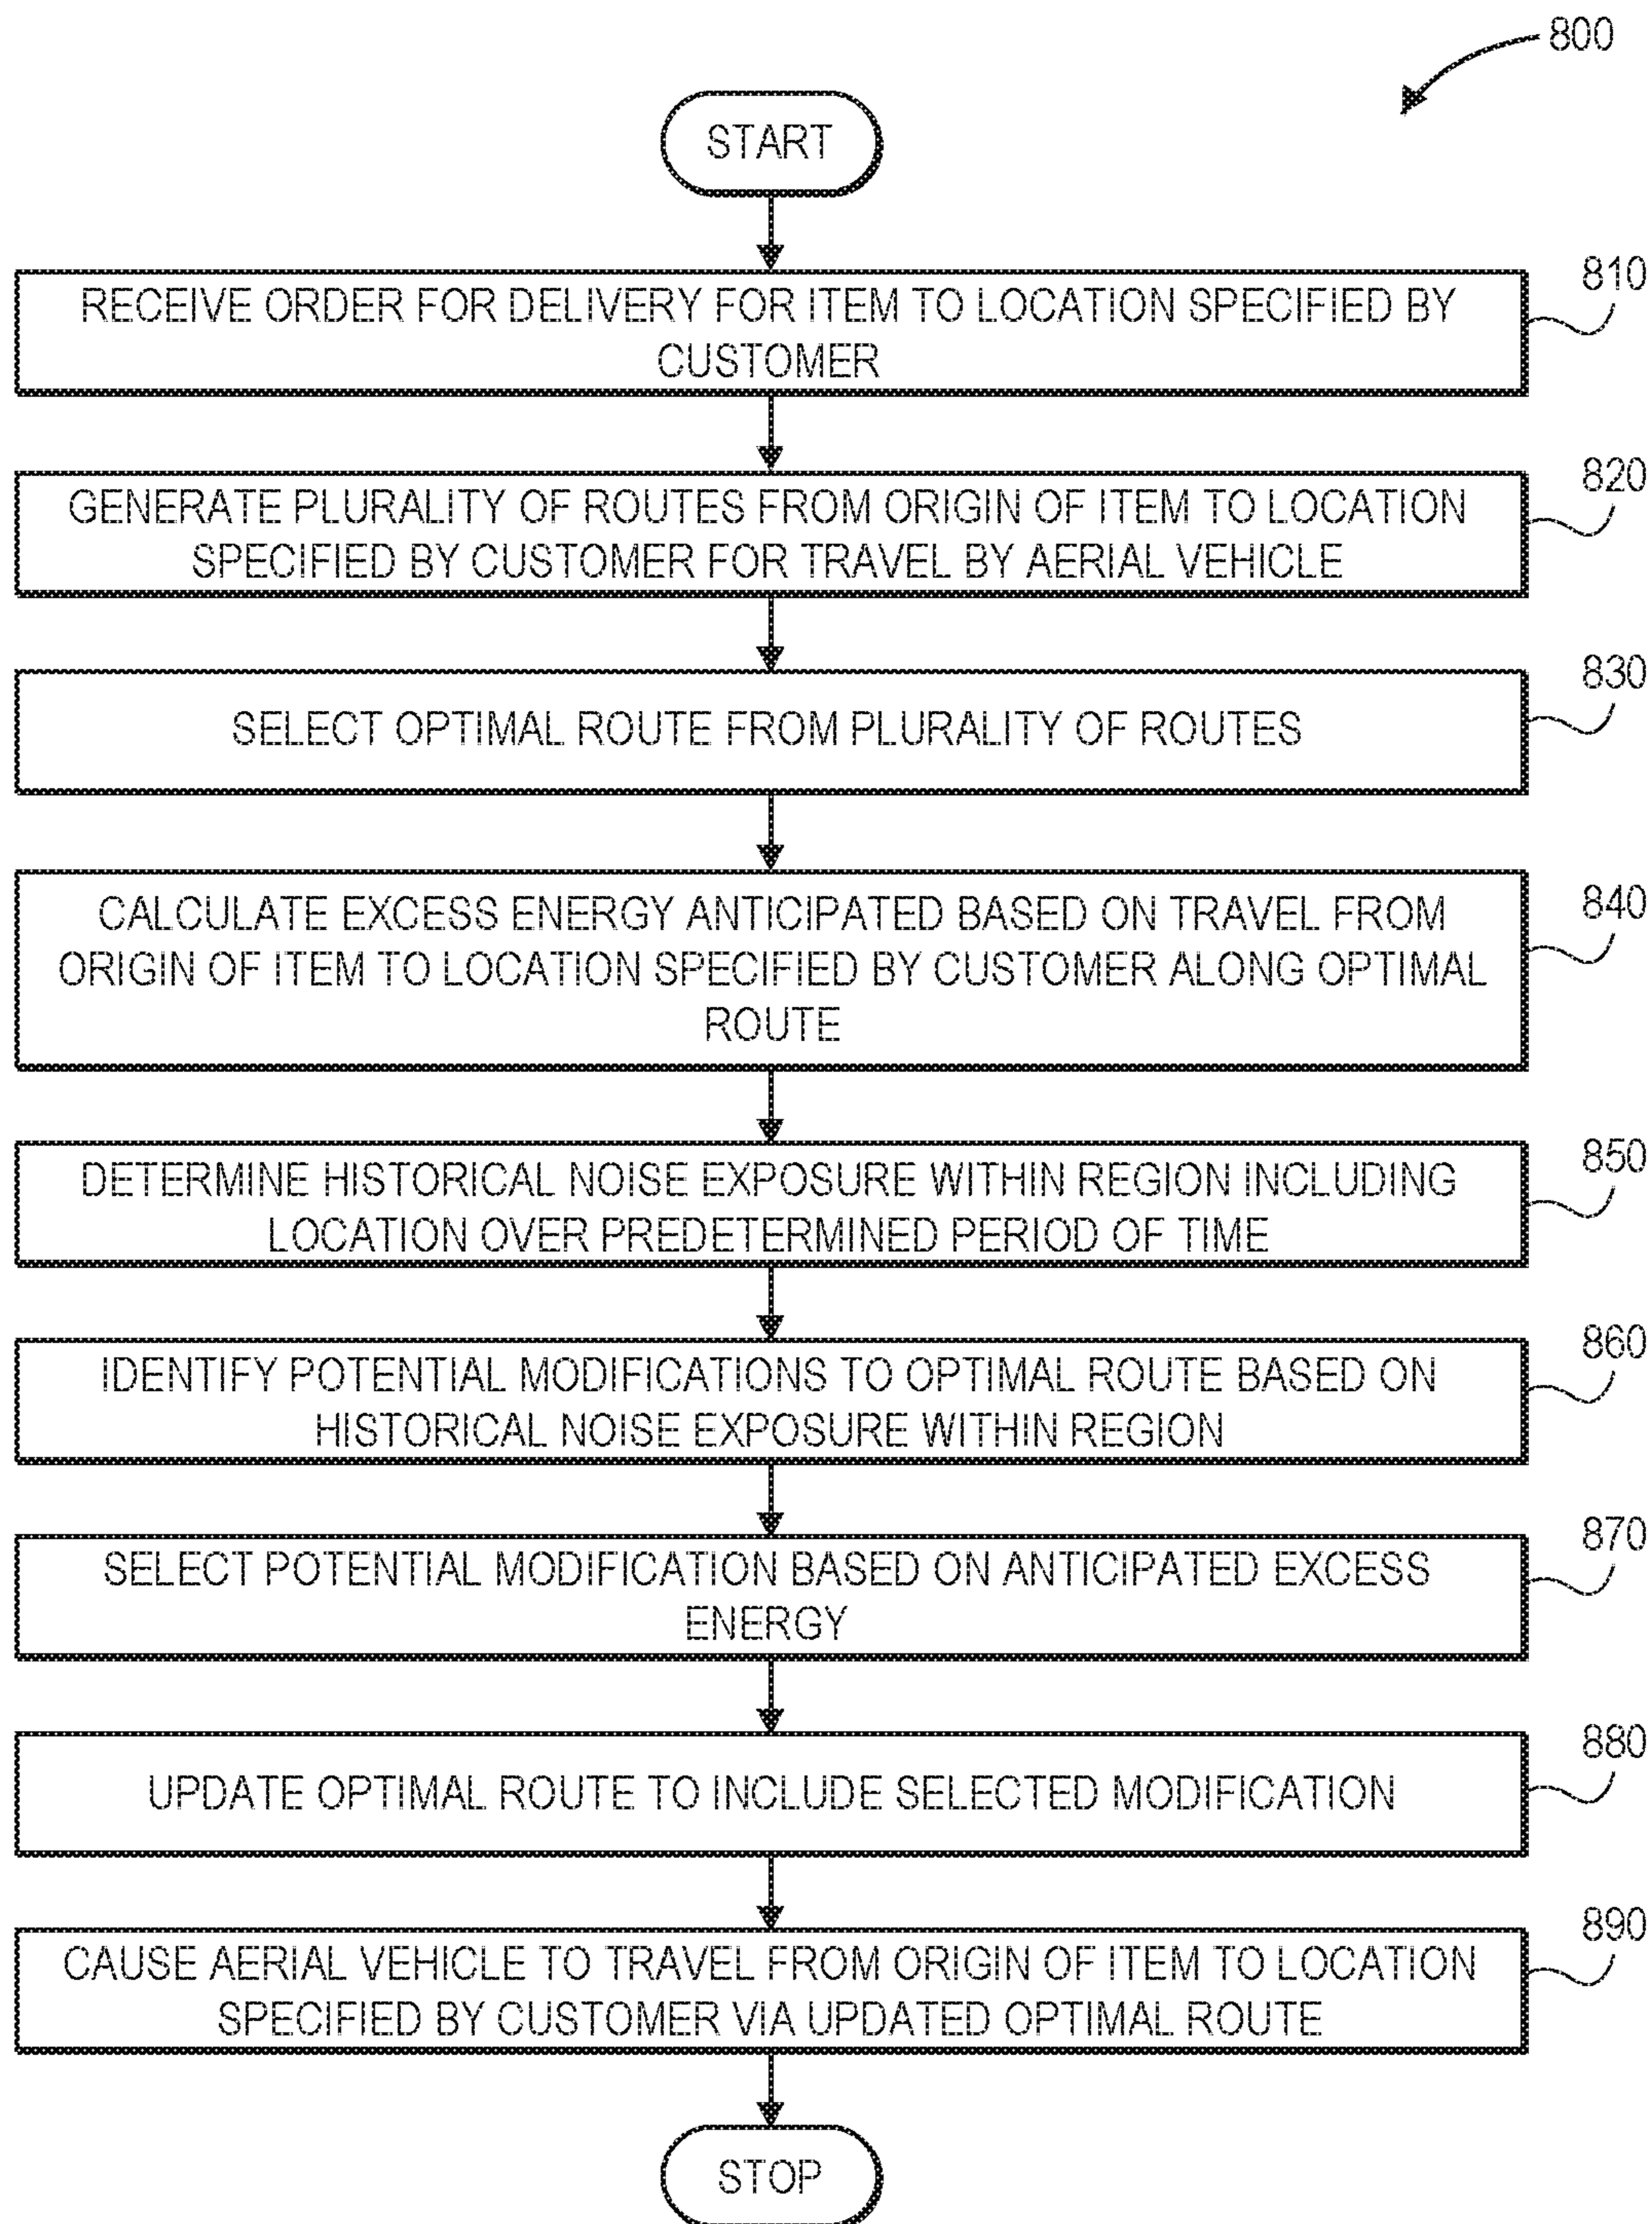 800
START
RECEIVE ORDER FOR DELIVERY FOR ITEM TO LOCATION SPECIFIED BY
CUSTOMER
810
GENERATE PLURALITY OF ROUTES FROM ORIGIN OF ITEM TO LOCATION
SPECIFIED BY CUSTOMER FOR TRAVEL BY AERIAL VEHICLE
820
SELECT OPTIMAL ROUTE FROM PLURALITY OF ROUTES
830
CALCULATE EXCESS ENERGY ANTICIPATED BASED ON TRAVEL FROM
ORIGIN OF ITEM TO LOCATION SPECIFIED BY CUSTOMER ALONG OPTIMAL
ROUTE
840
DETERMINE HISTORICAL NOISE EXPOSURE WITHIN REGION INCLUDING
LOCATION OVER PREDETERMINED PERIOD OF TIME
850
IDENTIFY POTENTIAL MODIFICATIONS TO OPTIMAL ROUTE BASED ON
HISTORICAL NOISE EXPOSURE WITHIN REGION
860
SELECT POTENTIAL MODIFICATION BASED ON ANTICIPATED EXCESS
ENERGY
870
UPDATE OPTIMAL ROUTE TO INCLUDE SELECTED MODIFICATION
880
CAUSE AERIAL VEHICLE TO TRAVEL FROM ORIGIN OF ITEM TO LOCATION
SPECIFIED BY CUSTOMER VIA UPDATED OPTIMAL ROUTE
890
STOP